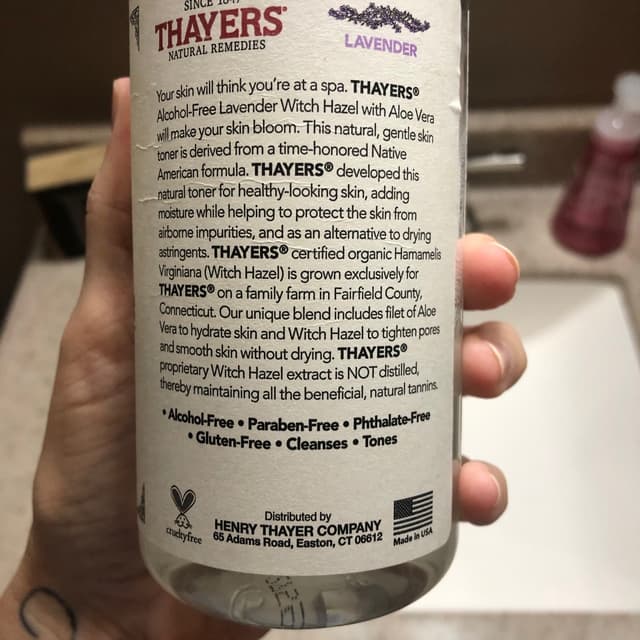 SINCE 1847
THAYERS®
NATURAL REMEDIES
LAVENDER
Your skin will think you're at a spa. THAYERS®
Alcohol-Free Lavender Witch Hazel with Aloe Vera
will make your skin bloom. This natural, gentle skin
toner is derived from a time-honored Native
American formula. THAYERS® developed this
natural toner for healthy-looking skin, adding
moisture while helping to protect the skin from
airborne impurities, and as an alternative to drying
astringents. THAYERS® certified organic Hamamelis
Virginiana (Witch Hazel) is grown exclusively for
THAYERS® on a family farm in Fairfield County,
Connecticut. Our unique blend includes filet of Aloe
Vera to hydrate skin and Witch Hazel to tighten pores
and smooth skin without drying. THAYERS®
proprietary Witch Hazel extract is NOT distilled,
thereby maintaining all the beneficial, natural tannins.
• Alcohol-Free • Paraben-Free • Phthalate-Free
• Gluten-Free • Cleanses • Tones
crueltyfree
Distributed by
HENRY THAYER COMPANY
65 Adams Road, Easton, CT 06612
Made in USA